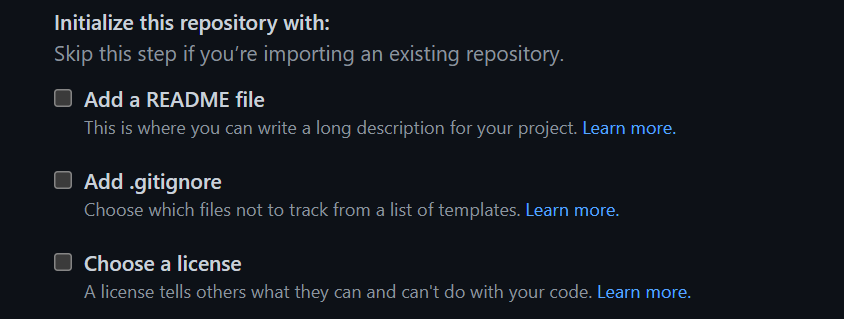 Initialize this repository with:
Skip this step if you’re importing an existing repository.
Add a README file
This is where you can write a long description for your project. Learn more.
Add .gitignore
Choose which files not to track from a list of templates. Learn more.
Choose a license
A license tells others what they can and can't do with your code. Learn more.